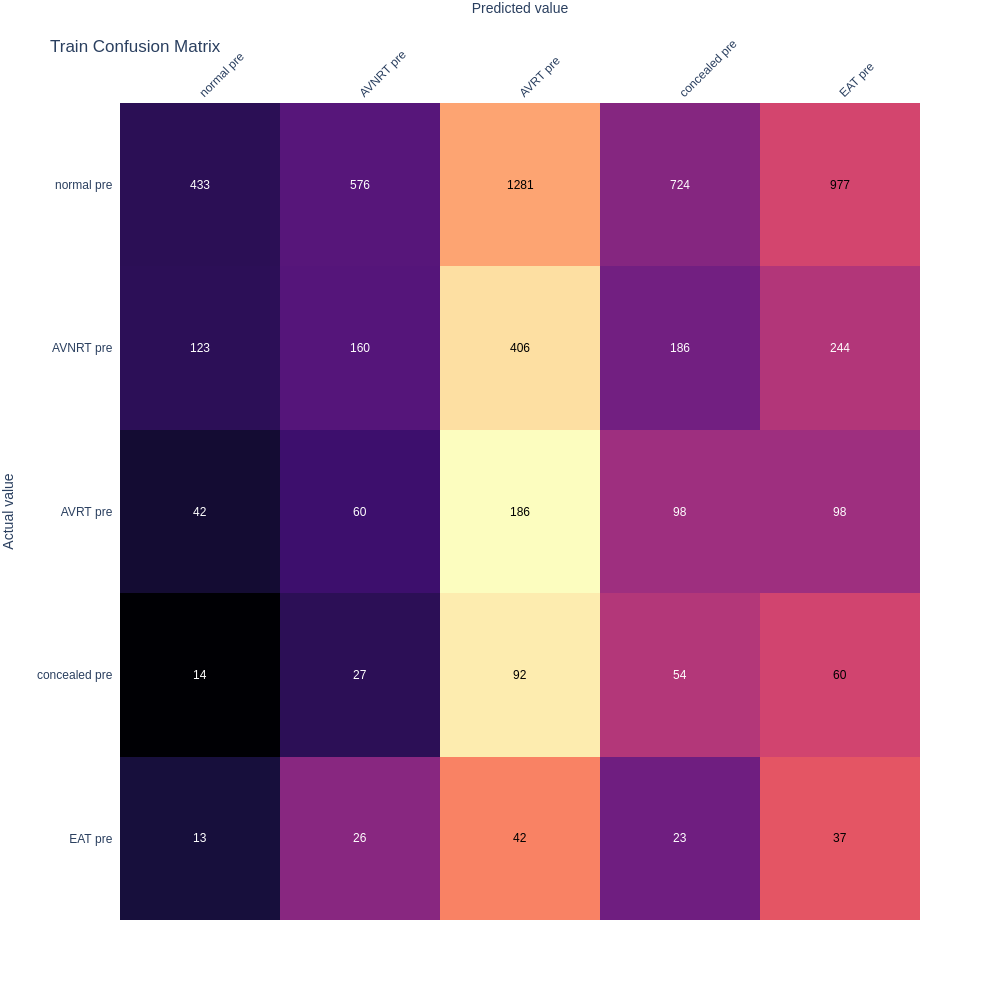 Predicted value
Train Confusion Matrix
normal pre AVNRT pre AVRT pre concealed pre EAT pre
normal pre 433 576 1281 724 977
AVNRT pre 123 160 406 186 244
Actual value
AVRT pre 42 60 186 98 98
concealed pre 14 27 92 54 60
EAT pre 13 26 42 23 37